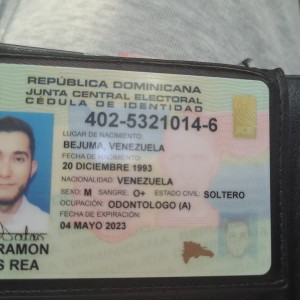 REPÚBLICA DOMINICANA
JUNTA CENTRAL ELECTORAL
CÉDULA DE IDENTIDAD
402-5321014-6
LUGAR DE NACIMIENTO:
BEJUMA, VENEZUELA
FECHA DE NACIMIENTO:
20 DICIEMBRE 1993
NACIONALIDAD: VENEZUELA
SEXO: M SANGRE: O+ ESTADO CIVIL: SOLTERO
OCUPACIÓN: ODONTOLOGO (A)
FECHA DE EXPIRACIÓN:
04 MAYO 2023
RAMON
S REA